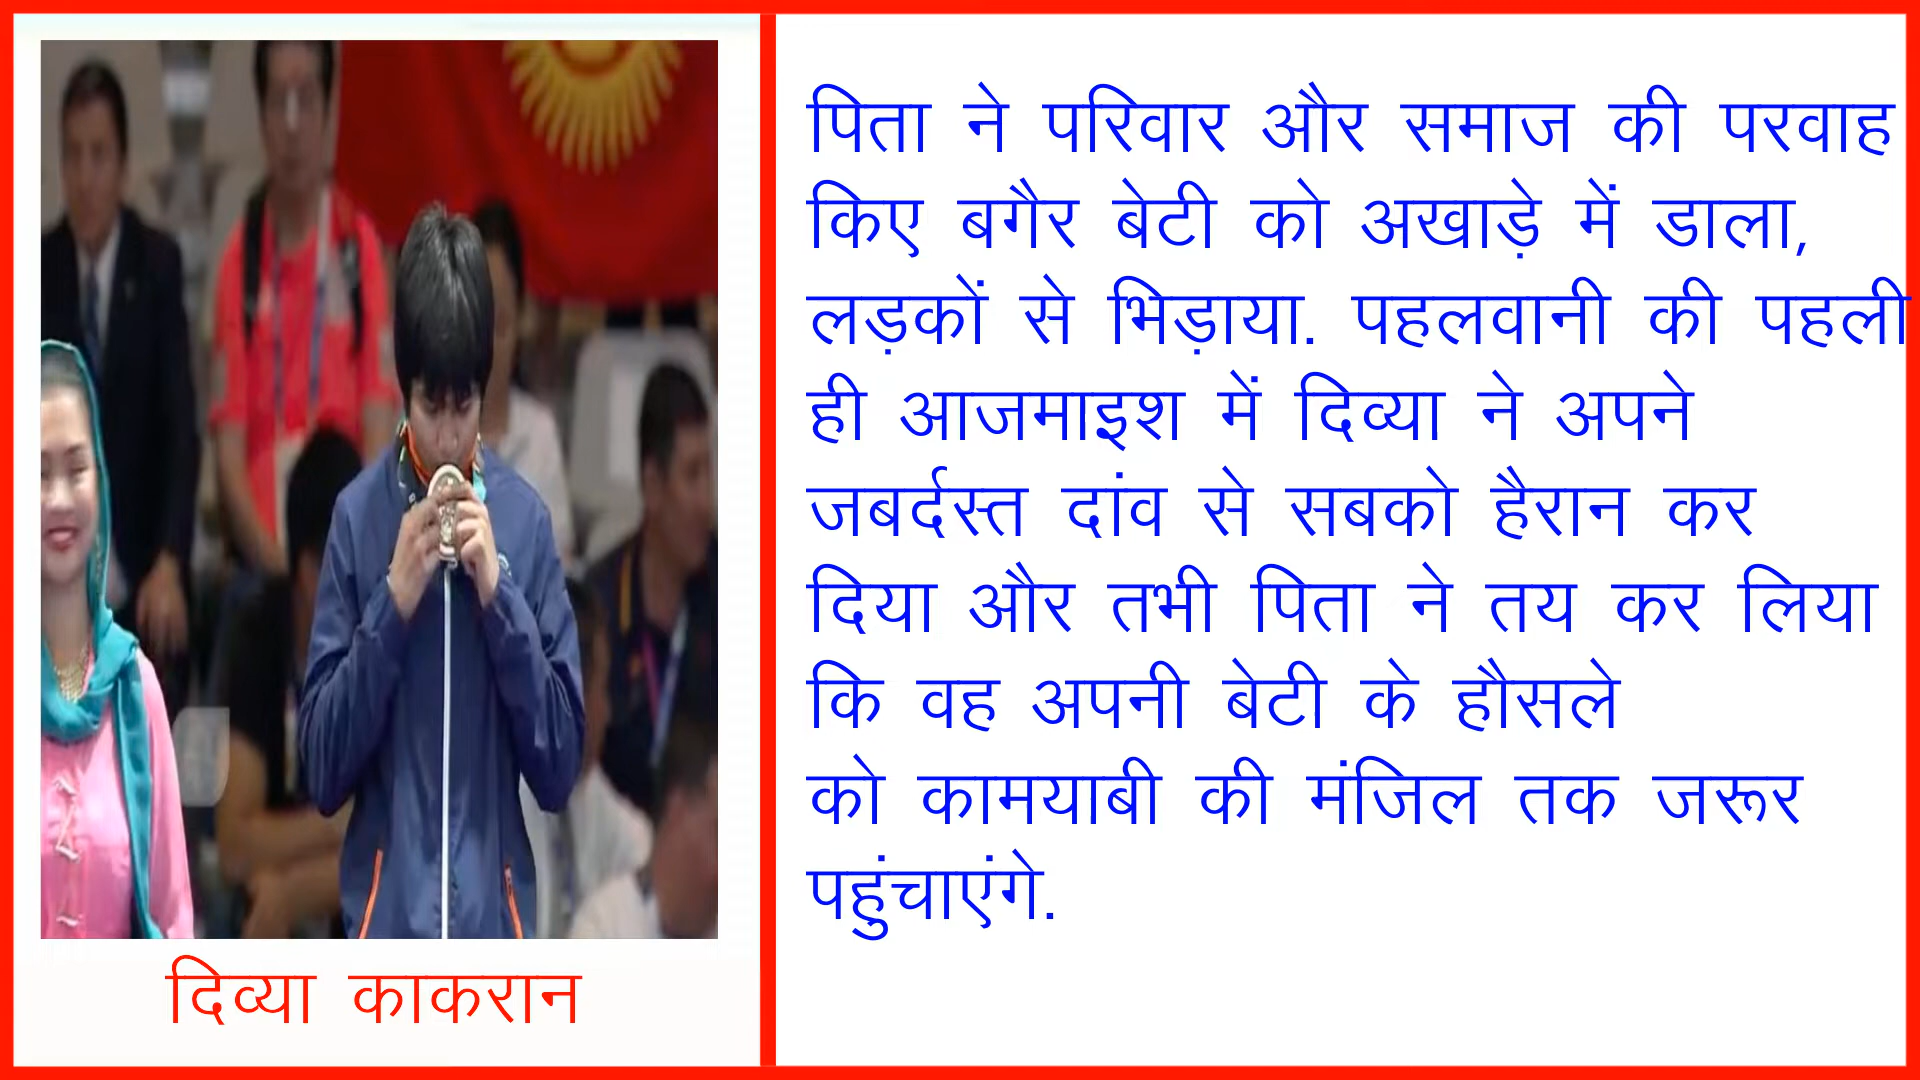 पिता ने परिवार और समाज की परवाह
किए बगैर बेटी को अखाड़े में डाला,
लड़कों से भिड़ाया. पहलवानी की पहली
ही आजमाइश में दिव्या ने अपने
जबर्दस्त दांव से सबको हैरान कर
दिया और तभी पिता ने तय कर लिया
कि वह अपनी बेटी के हौसले
को कामयाबी की मंजिल तक जरूर
पहुंचाएंगे.
दिव्या काकरान